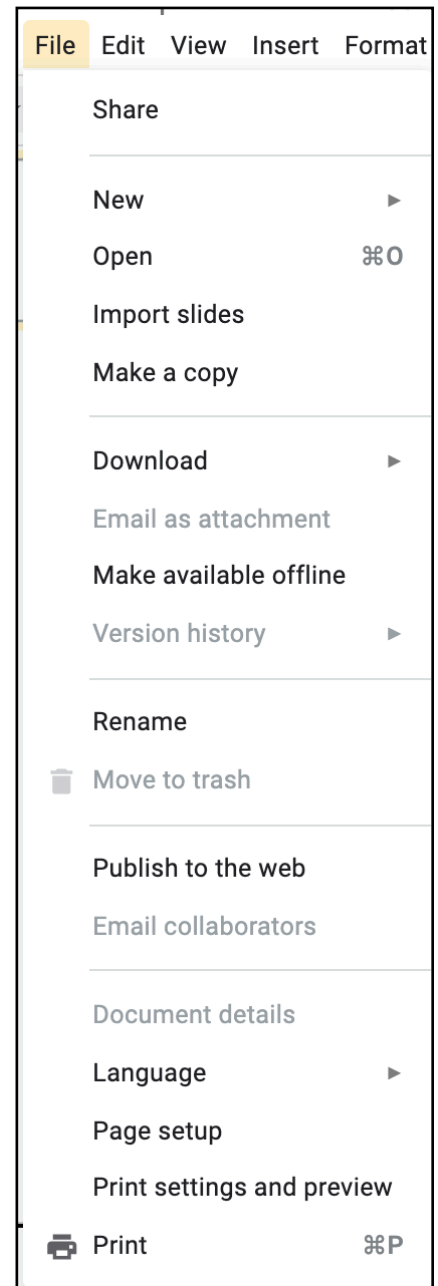 File Edit View Insert Format
Share
New
Open ⌘O
Import slides
Make a copy
Download
Email as attachment
Make available offline
Version history
Rename
Move to trash
Publish to the web
Email collaborators
Document details
Language
Page setup
Print settings and preview
Print ⌘P